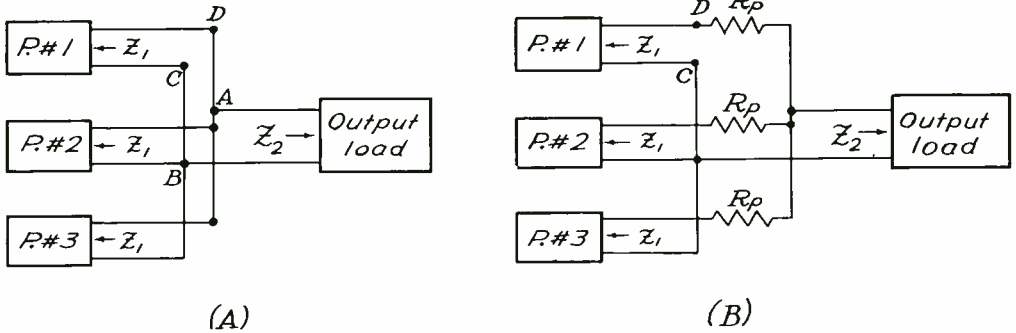 D
P.#1
Z₁
C
A
P.#2
Z₁
Z₂
Output
load
B
P.#3
Z₁
(A)
D
Rp
P.#1
Z₁
C
Rp
P.#2
Z₁
Z₂
Output
load
Rp
P.#3
Z₁
(B)